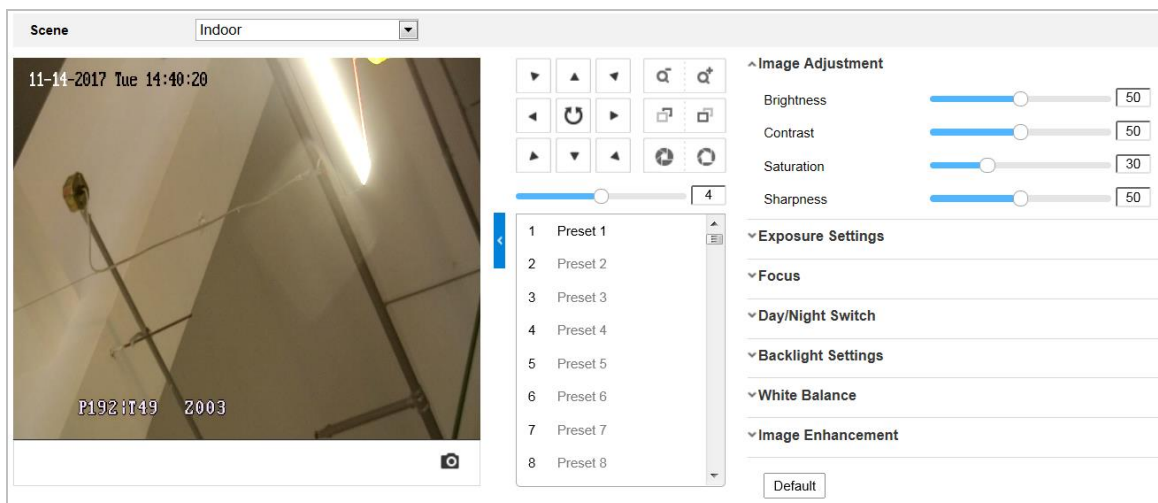 Scene Indoor
11-14-2017 Tue 14:40:20
P192 T49 Z003
4
1 Preset 1
2 Preset 2
3 Preset 3
4 Preset 4
5 Preset 5
6 Preset 6
7 Preset 7
8 Preset 8
Image Adjustment
Brightness 50
Contrast 50
Saturation 30
Sharpness 50
Exposure Settings
Focus
Day/Night Switch
Backlight Settings
White Balance
Image Enhancement
Default